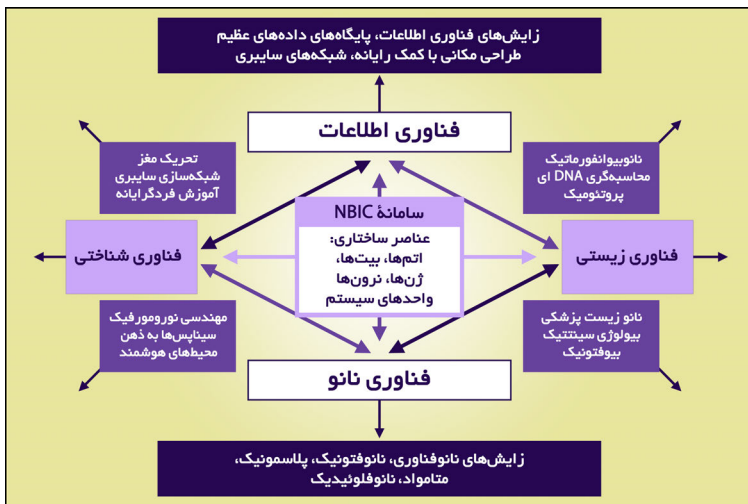 زایش‌های فناوری اطلاعات، پایگاه‌های داده‌های عظیم
طراحی مکانی با کمک رایانه، شبکه‌های سایبری
فناوری اطلاعات
نانوبیوانفورماتیک
محاسبه‌گری DNA ای
پروتئومیک
تحریک مغز
شبکه‌سازی سایبری
آموزش فردگرایانه
سامانهٔ NBIC
عناصر ساختاری:
اتم‌ها، بیت‌ها،
ژن‌ها، نرون‌ها
واحدهای سیستم
فناوری زیستی
فناوری شناختی
نانو زیست پزشکی
بیولوژی سینتتیک
بیوفتونیک
مهندسی نورومورفیک
سیناپس‌ها به ذهن
محیط‌های هوشمند
فناوری نانو
زایش‌های نانوفناوری، نانوفتونیک، پلاسمونیک،
متامواد، نانوفلوئیدیک